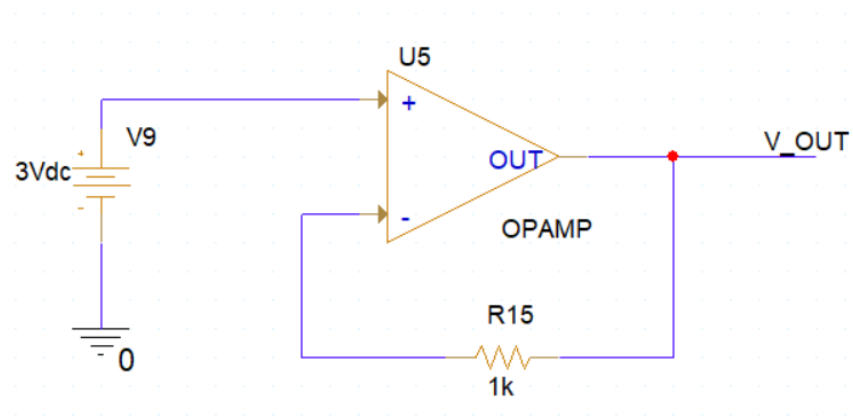 U5
+
V9
+
3Vdc
-
OUT
V_OUT
-
OPAMP
R15
1k
0